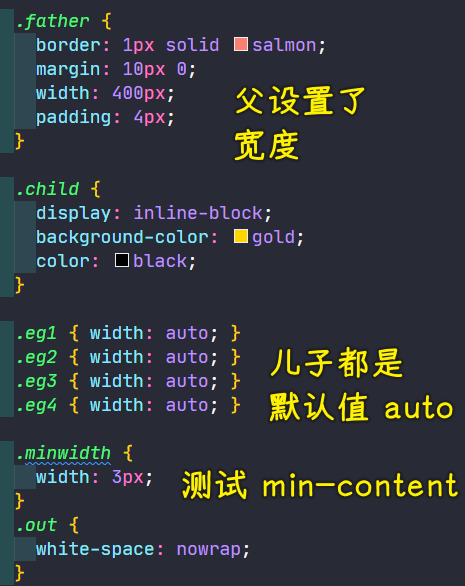 .father {
border: 1px solid salmon;
margin: 10px 0;
width: 400px;
padding: 4px;
}
父设置了
宽度
.child {
display: inline-block;
background-color: gold;
color: black;
}
.eg1 { width: auto; }
.eg2 { width: auto; }
.eg3 { width: auto; }
.eg4 { width: auto; }
儿子都是
默认值 auto
.minwidth {
width: 3px;
}
测试 min-content
.out {
white-space: nowrap;
}